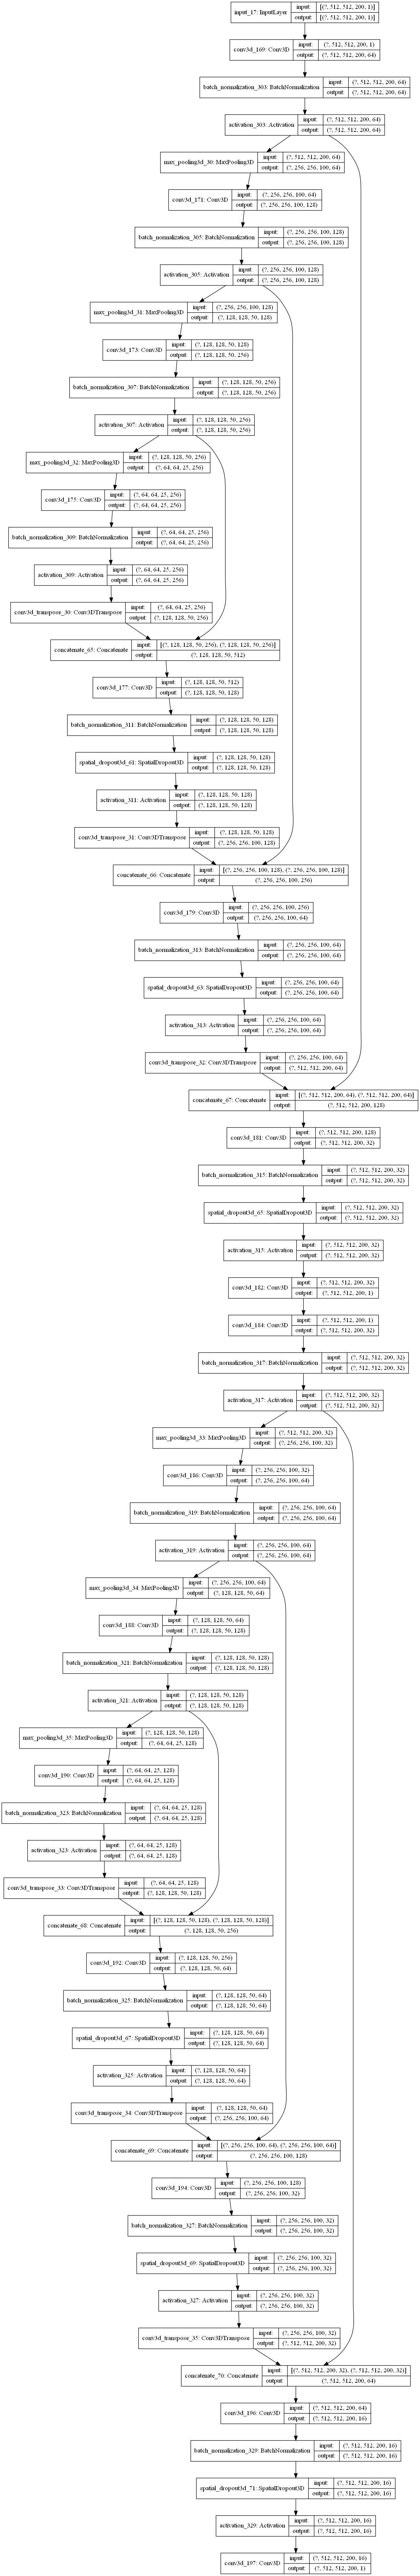 input_17: InputLayer input: [(?, 512, 512, 200, 1)]
output: [(?, 512, 512, 200, 1)]
conv3d_169: Conv3D input: (?, 512, 512, 200, 1)
output: (?, 512, 512, 200, 64)
batch_normalization_303: BatchNormalization input: (?, 512, 512, 200, 64)
output: (?, 512, 512, 200, 64)
activation_303: Activation input: (?, 512, 512, 200, 64)
output: (?, 512, 512, 200, 64)
max_pooling3d_30: MaxPooling3D input: (?, 512, 512, 200, 64)
output: (?, 256, 256, 100, 64)
conv3d_171: Conv3D input: (?, 256, 256, 100, 64)
output: (?, 256, 256, 100, 128)
batch_normalization_305: BatchNormalization input: (?, 256, 256, 100, 128)
output: (?, 256, 256, 100, 128)
activation_305: Activation input: (?, 256, 256, 100, 128)
output: (?, 256, 256, 100, 128)
max_pooling3d_31: MaxPooling3D input: (?, 256, 256, 100, 128)
output: (?, 128, 128, 50, 128)
conv3d_173: Conv3D input: (?, 128, 128, 50, 128)
output: (?, 128, 128, 50, 256)
batch_normalization_307: BatchNormalization input: (?, 128, 128, 50, 256)
output: (?, 128, 128, 50, 256)
activation_307: Activation input: (?, 128, 128, 50, 256)
output: (?, 128, 128, 50, 256)
max_pooling3d_32: MaxPooling3D input: (?, 128, 128, 50, 256)
output: (?, 64, 64, 25, 256)
conv3d_175: Conv3D input: (?, 64, 64, 25, 256)
output: (?, 64, 64, 25, 256)
batch_normalization_309: BatchNormalization input: (?, 64, 64, 25, 256)
output: (?, 64, 64, 25, 256)
activation_309: Activation input: (?, 64, 64, 25, 256)
output: (?, 64, 64, 25, 256)
conv3d_transpose_30: Conv3DTranspose input: (?, 64, 64, 25, 256)
output: (?, 128, 128, 50, 256)
concatenate_65: Concatenate input: [(?, 128, 128, 50, 256), (?, 128, 128, 50, 256)]
output: (?, 128, 128, 50, 512)
conv3d_177: Conv3D input: (?, 128, 128, 50, 512)
output: (?, 128, 128, 50, 128)
batch_normalization_311: BatchNormalization input: (?, 128, 128, 50, 128)
output: (?, 128, 128, 50, 128)
spatial_dropout3d_61: SpatialDropout3D input: (?, 128, 128, 50, 128)
output: (?, 128, 128, 50, 128)
activation_311: Activation input: (?, 128, 128, 50, 128)
output: (?, 128, 128, 50, 128)
conv3d_transpose_31: Conv3DTranspose input: (?, 128, 128, 50, 128)
output: (?, 256, 256, 100, 128)
concatenate_66: Concatenate input: [(?, 256, 256, 100, 128), (?, 256, 256, 100, 128)]
output: (?, 256, 256, 100, 256)
conv3d_179: Conv3D input: (?, 256, 256, 100, 256)
output: (?, 256, 256, 100, 64)
batch_normalization_313: BatchNormalization input: (?, 256, 256, 100, 64)
output: (?, 256, 256, 100, 64)
spatial_dropout3d_63: SpatialDropout3D input: (?, 256, 256, 100, 64)
output: (?, 256, 256, 100, 64)
activation_313: Activation input: (?, 256, 256, 100, 64)
output: (?, 256, 256, 100, 64)
conv3d_transpose_32: Conv3DTranspose input: (?, 256, 256, 100, 64)
output: (?, 512, 512, 200, 64)
concatenate_67: Concatenate input: [(?, 512, 512, 200, 64), (?, 512, 512, 200, 64)]
output: (?, 512, 512, 200, 128)
conv3d_181: Conv3D input: (?, 512, 512, 200, 128)
output: (?, 512, 512, 200, 32)
batch_normalization_315: BatchNormalization input: (?, 512, 512, 200, 32)
output: (?, 512, 512, 200, 32)
spatial_dropout3d_65: SpatialDropout3D input: (?, 512, 512, 200, 32)
output: (?, 512, 512, 200, 32)
activation_315: Activation input: (?, 512, 512, 200, 32)
output: (?, 512, 512, 200, 32)
conv3d_182: Conv3D input: (?, 512, 512, 200, 32)
output: (?, 512, 512, 200, 1)
conv3d_184: Conv3D input: (?, 512, 512, 200, 1)
output: (?, 512, 512, 200, 32)
batch_normalization_317: BatchNormalization input: (?, 512, 512, 200, 32)
output: (?, 512, 512, 200, 32)
activation_317: Activation input: (?, 512, 512, 200, 32)
output: (?, 512, 512, 200, 32)
max_pooling3d_33: MaxPooling3D input: (?, 512, 512, 200, 32)
output: (?, 256, 256, 100, 32)
conv3d_186: Conv3D input: (?, 256, 256, 100, 32)
output: (?, 256, 256, 100, 64)
batch_normalization_319: BatchNormalization input: (?, 256, 256, 100, 64)
output: (?, 256, 256, 100, 64)
activation_319: Activation input: (?, 256, 256, 100, 64)
output: (?, 256, 256, 100, 64)
max_pooling3d_34: MaxPooling3D input: (?, 256, 256, 100, 64)
output: (?, 128, 128, 50, 64)
conv3d_188: Conv3D input: (?, 128, 128, 50, 64)
output: (?, 128, 128, 50, 128)
batch_normalization_321: BatchNormalization input: (?, 128, 128, 50, 128)
output: (?, 128, 128, 50, 128)
activation_321: Activation input: (?, 128, 128, 50, 128)
output: (?, 128, 128, 50, 128)
max_pooling3d_35: MaxPooling3D input: (?, 128, 128, 50, 128)
output: (?, 64, 64, 25, 128)
conv3d_190: Conv3D input: (?, 64, 64, 25, 128)
output: (?, 64, 64, 25, 128)
batch_normalization_323: BatchNormalization input: (?, 64, 64, 25, 128)
output: (?, 64, 64, 25, 128)
activation_323: Activation input: (?, 64, 64, 25, 128)
output: (?, 64, 64, 25, 128)
conv3d_transpose_33: Conv3DTranspose input: (?, 64, 64, 25, 128)
output: (?, 128, 128, 50, 128)
concatenate_68: Concatenate input: [(?, 128, 128, 50, 128), (?, 128, 128, 50, 128)]
output: (?, 128, 128, 50, 256)
conv3d_192: Conv3D input: (?, 128, 128, 50, 256)
output: (?, 128, 128, 50, 64)
batch_normalization_325: BatchNormalization input: (?, 128, 128, 50, 64)
output: (?, 128, 128, 50, 64)
spatial_dropout3d_67: SpatialDropout3D input: (?, 128, 128, 50, 64)
output: (?, 128, 128, 50, 64)
activation_325: Activation input: (?, 128, 128, 50, 64)
output: (?, 128, 128, 50, 64)
conv3d_transpose_34: Conv3DTranspose input: (?, 128, 128, 50, 64)
output: (?, 256, 256, 100, 64)
concatenate_69: Concatenate input: [(?, 256, 256, 100, 64), (?, 256, 256, 100, 64)]
output: (?, 256, 256, 100, 128)
conv3d_194: Conv3D input: (?, 256, 256, 100, 128)
output: (?, 256, 256, 100, 32)
batch_normalization_327: BatchNormalization input: (?, 256, 256, 100, 32)
output: (?, 256, 256, 100, 32)
spatial_dropout3d_69: SpatialDropout3D input: (?, 256, 256, 100, 32)
output: (?, 256, 256, 100, 32)
activation_327: Activation input: (?, 256, 256, 100, 32)
output: (?, 256, 256, 100, 32)
conv3d_transpose_35: Conv3DTranspose input: (?, 256, 256, 100, 32)
output: (?, 512, 512, 200, 32)
concatenate_70: Concatenate input: [(?, 512, 512, 200, 32), (?, 512, 512, 200, 32)]
output: (?, 512, 512, 200, 64)
conv3d_196: Conv3D input: (?, 512, 512, 200, 64)
output: (?, 512, 512, 200, 16)
batch_normalization_329: BatchNormalization input: (?, 512, 512, 200, 16)
output: (?, 512, 512, 200, 16)
spatial_dropout3d_71: SpatialDropout3D input: (?, 512, 512, 200, 16)
output: (?, 512, 512, 200, 16)
activation_329: Activation input: (?, 512, 512, 200, 16)
output: (?, 512, 512, 200, 16)
conv3d_197: Conv3D input: (?, 512, 512, 200, 16)
output: (?, 512, 512, 200, 1)